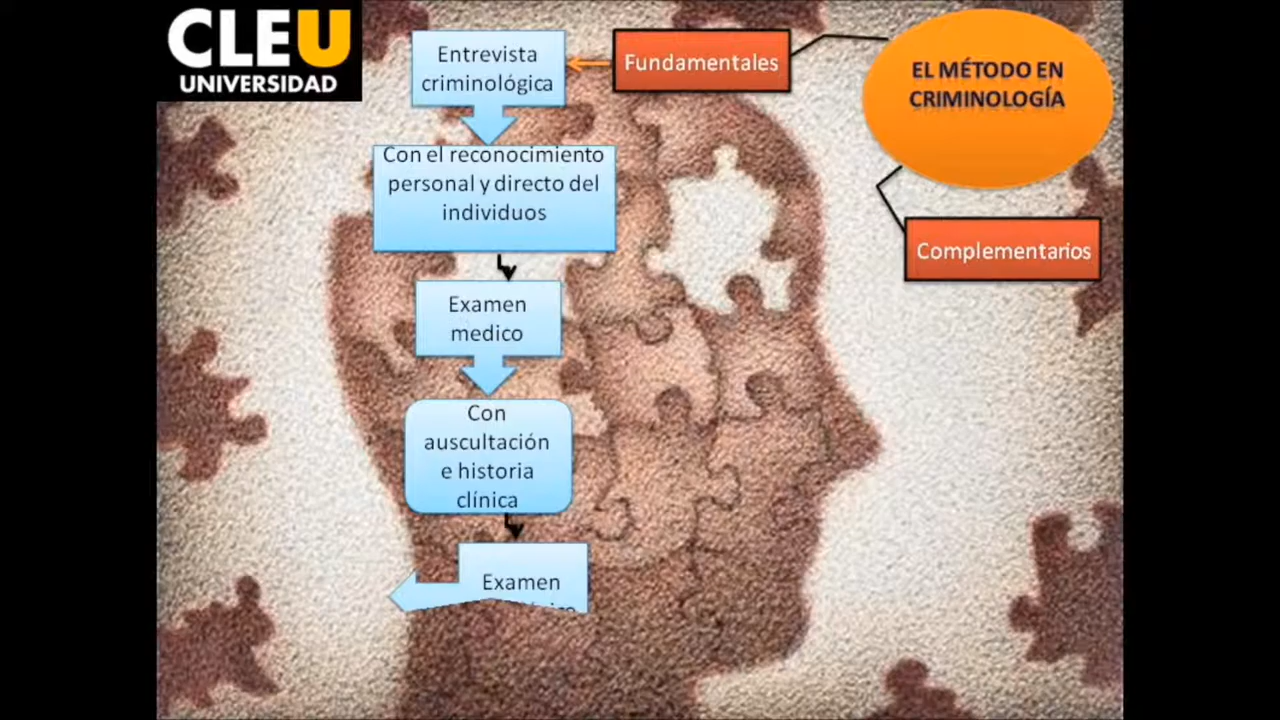 CLEU
UNIVERSIDAD
Entrevista
criminológica
Fundamentales
EL MÉTODO EN
CRIMINOLOGÍA
Con el reconocimiento
personal y directo del
individuos
Complementarios
Examen
medico
Con
auscultación
e historia
clínica
Examen